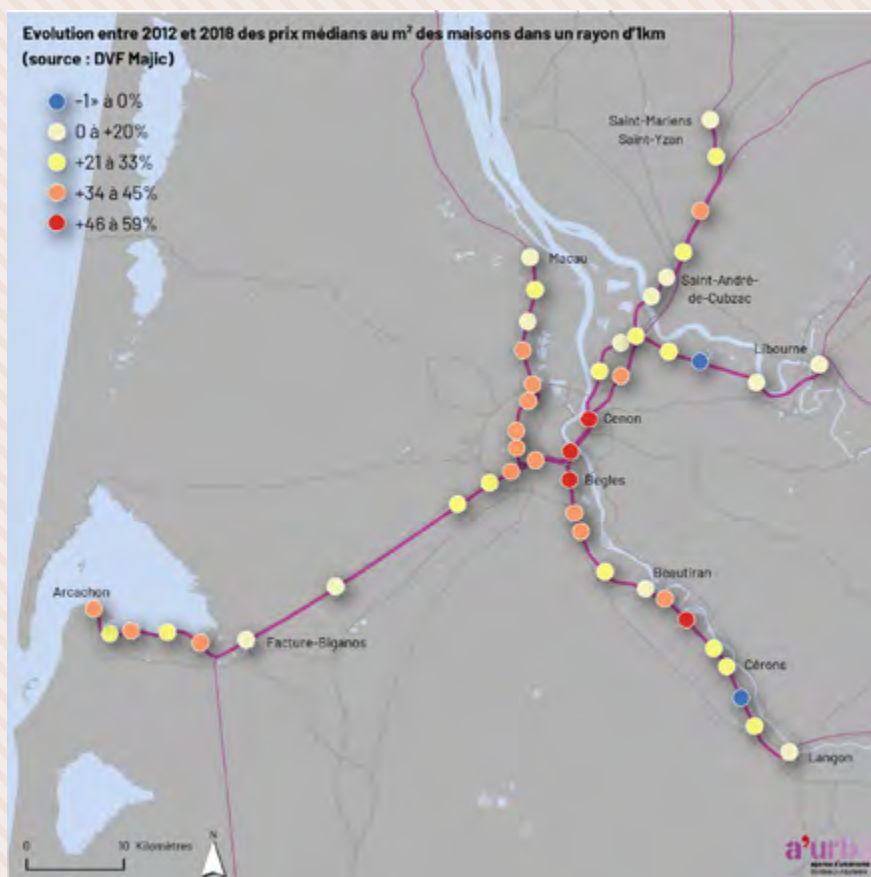 Evolution entre 2012 et 2018 des prix médians au m² des maisons dans un rayon d'1km
(source : DVF Majic)
-1» à 0%
0 à +20%
+21 à 33%
+34 à 45%
+46 à 59%
Saint-Mariens
Saint-Yzan
Macau
Saint-André-
de-Cubzac
Libourne
Cenon
Bègles
Beautiran
Arcachon
Facture-Biganos
Cérons
Langon
0 10 Kilomètres
N
a'urba